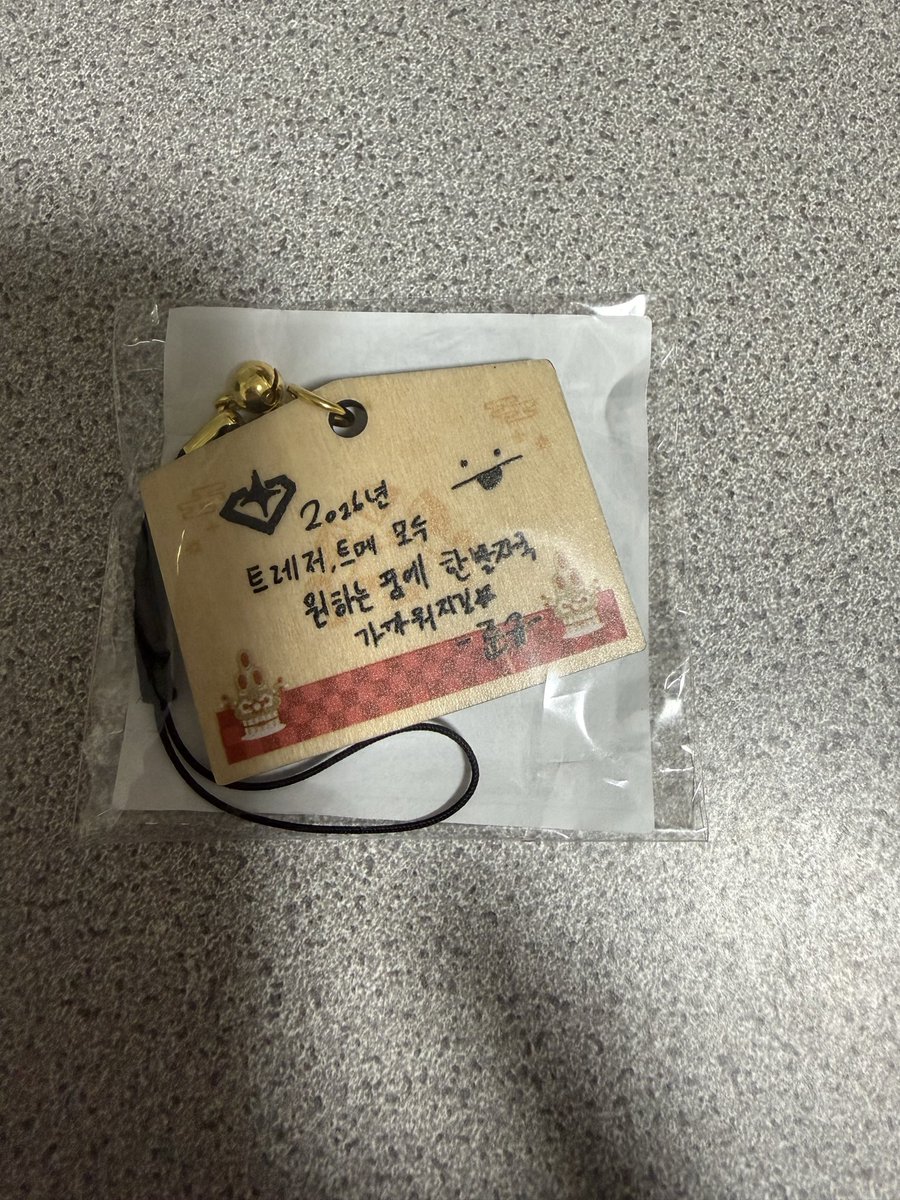 2026년
트레저, 트메 모두
원하는 꿈에 한발자국
가까워지길